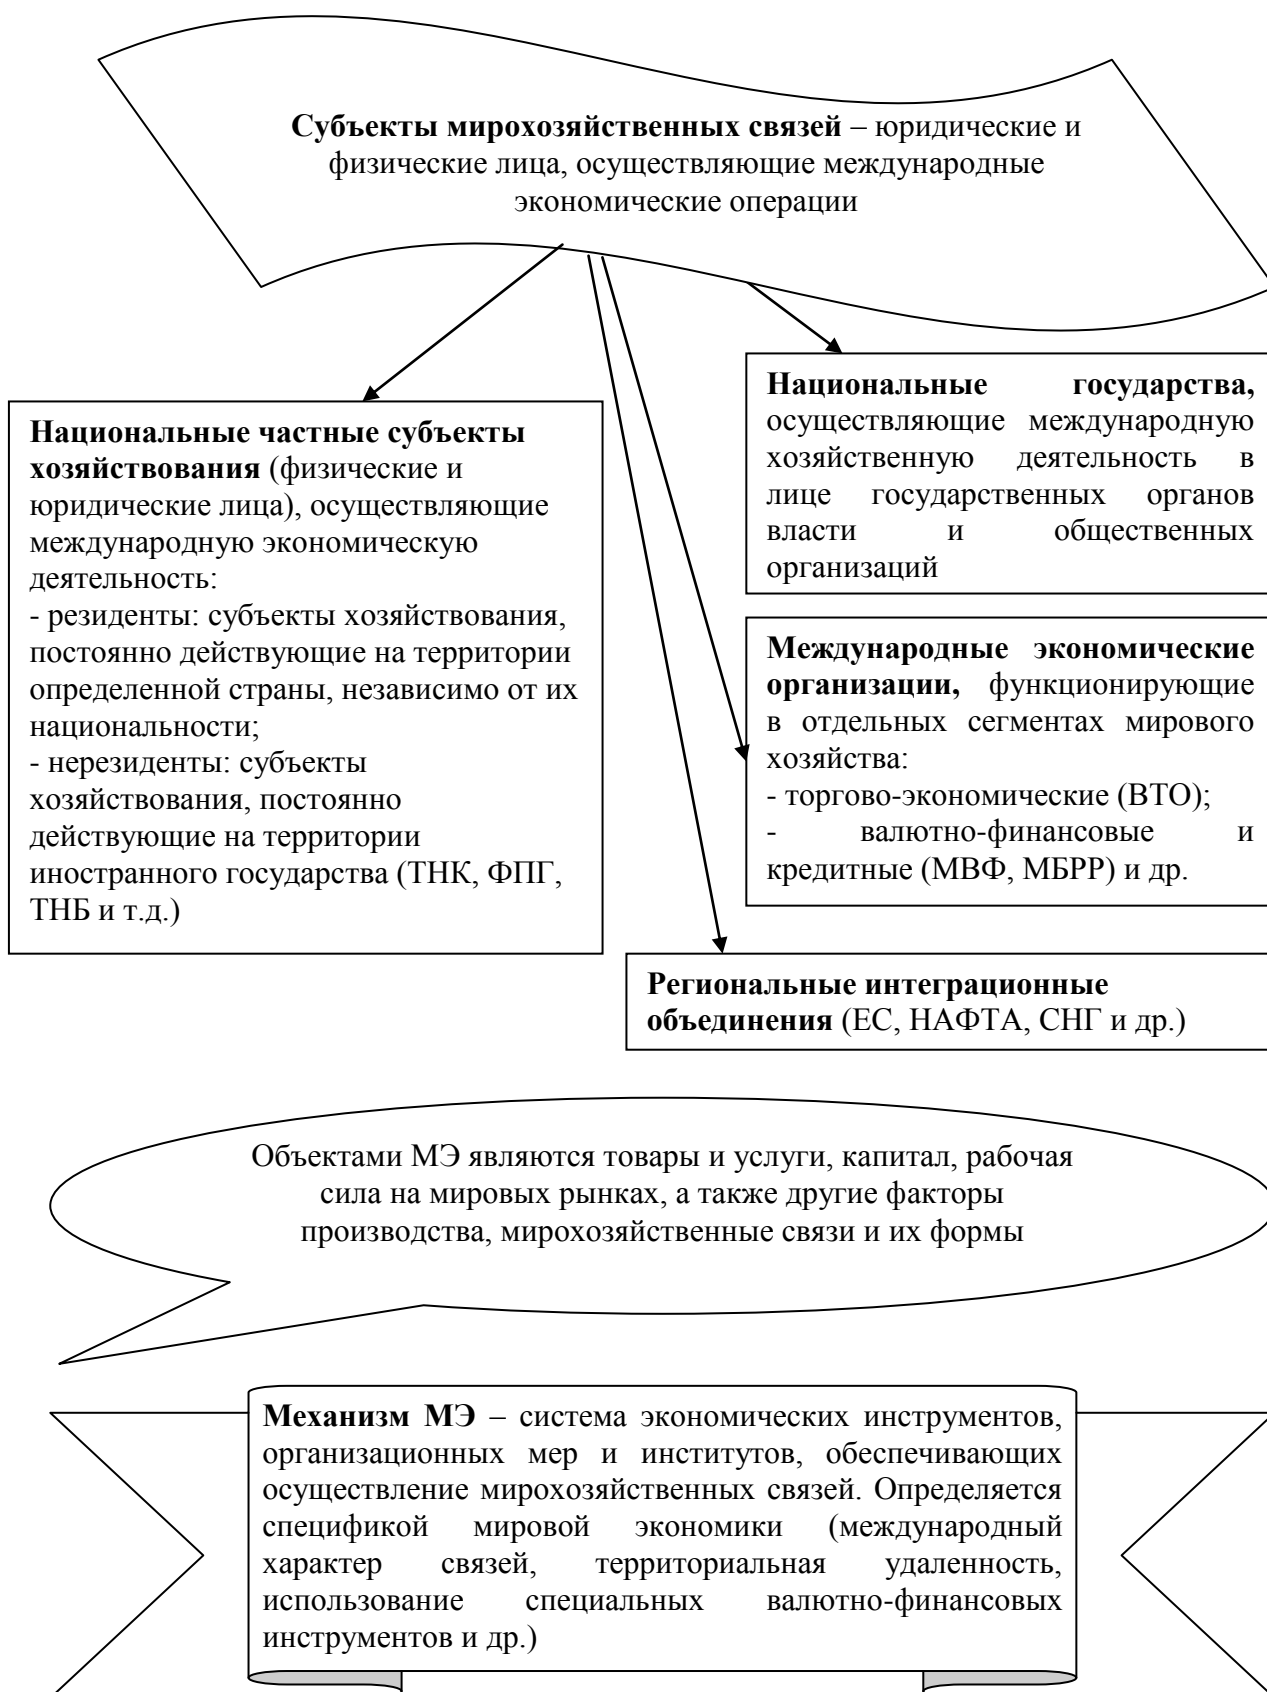 Субъекты мирохозяйственных связей – юридические и
физические лица, осуществляющие международные
экономические операции
Национальные частные субъекты
хозяйствования (физические и
юридические лица), осуществляющие
международную экономическую
деятельность:
- резиденты: субъекты хозяйствования,
постоянно действующие на территории
определенной страны, независимо от их
национальности;
- нерезиденты: субъекты
хозяйствования, постоянно
действующие на территории
иностранного государства (ТНК, ФПГ,
ТНБ и т.д.)
Национальные государства,
осуществляющие международную
хозяйственную деятельность в
лице государственных органов
власти и общественных
организаций
Международные экономические
организации, функционирующие
в отдельных сегментах мирового
хозяйства:
- торгово-экономические (ВТО);
- валютно-финансовые и
кредитные (МВФ, МБРР) и др.
Региональные интеграционные
объединения (ЕС, НАФТА, СНГ и др.)
Объектами МЭ являются товары и услуги, капитал, рабочая
сила на мировых рынках, а также другие факторы
производства, мирохозяйственные связи и их формы
Механизм МЭ – система экономических инструментов,
организационных мер и институтов, обеспечивающих
осуществление мирохозяйственных связей. Определяется
спецификой мировой экономики (международный
характер связей, территориальная удаленность,
использование специальных валютно-финансовых
инструментов и др.)